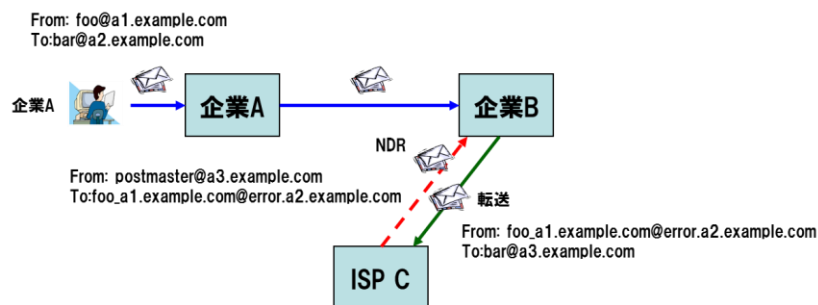 From: foo@a1.example.com
To:bar@a2.example.com
企業A
企業A
企業B
NDR
From: postmaster@a3.example.com
To:foo_a1.example.com@error.a2.example.com
転送
From: foo_a1.example.com@error.a2.example.com
To:bar@a3.example.com
ISP C